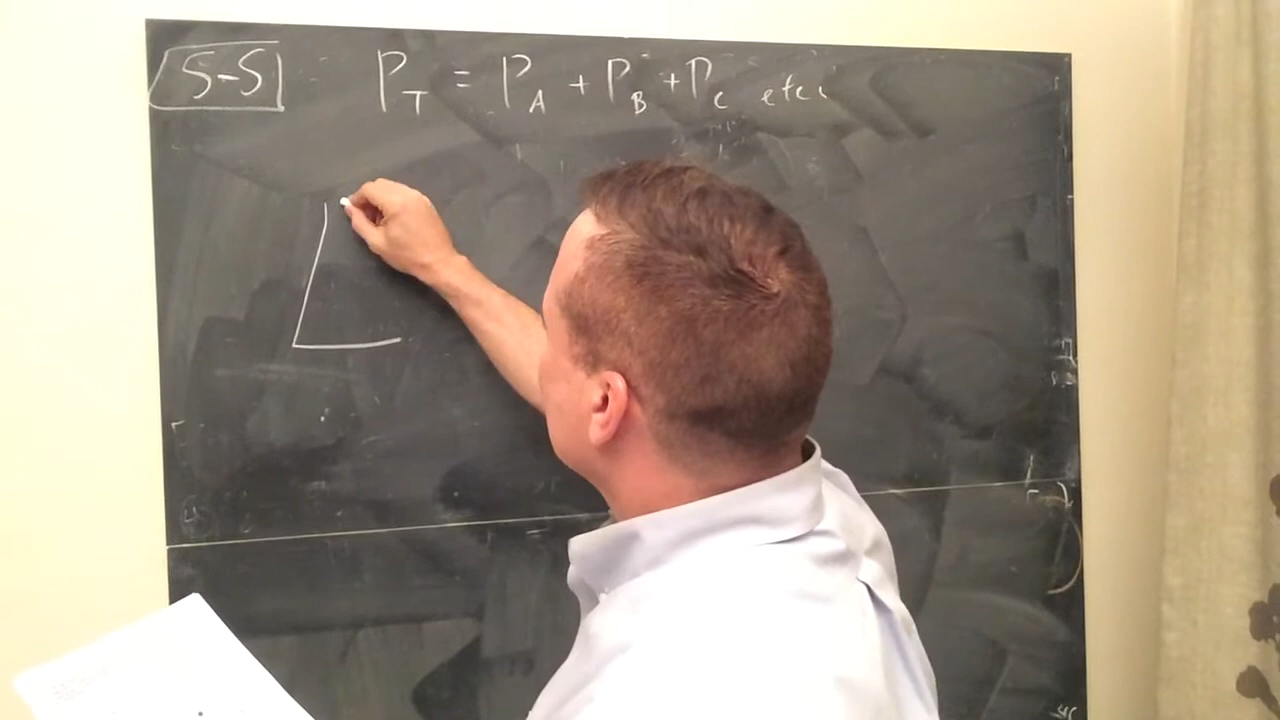 S-S P_T = P_A + P_B + P_C etc.